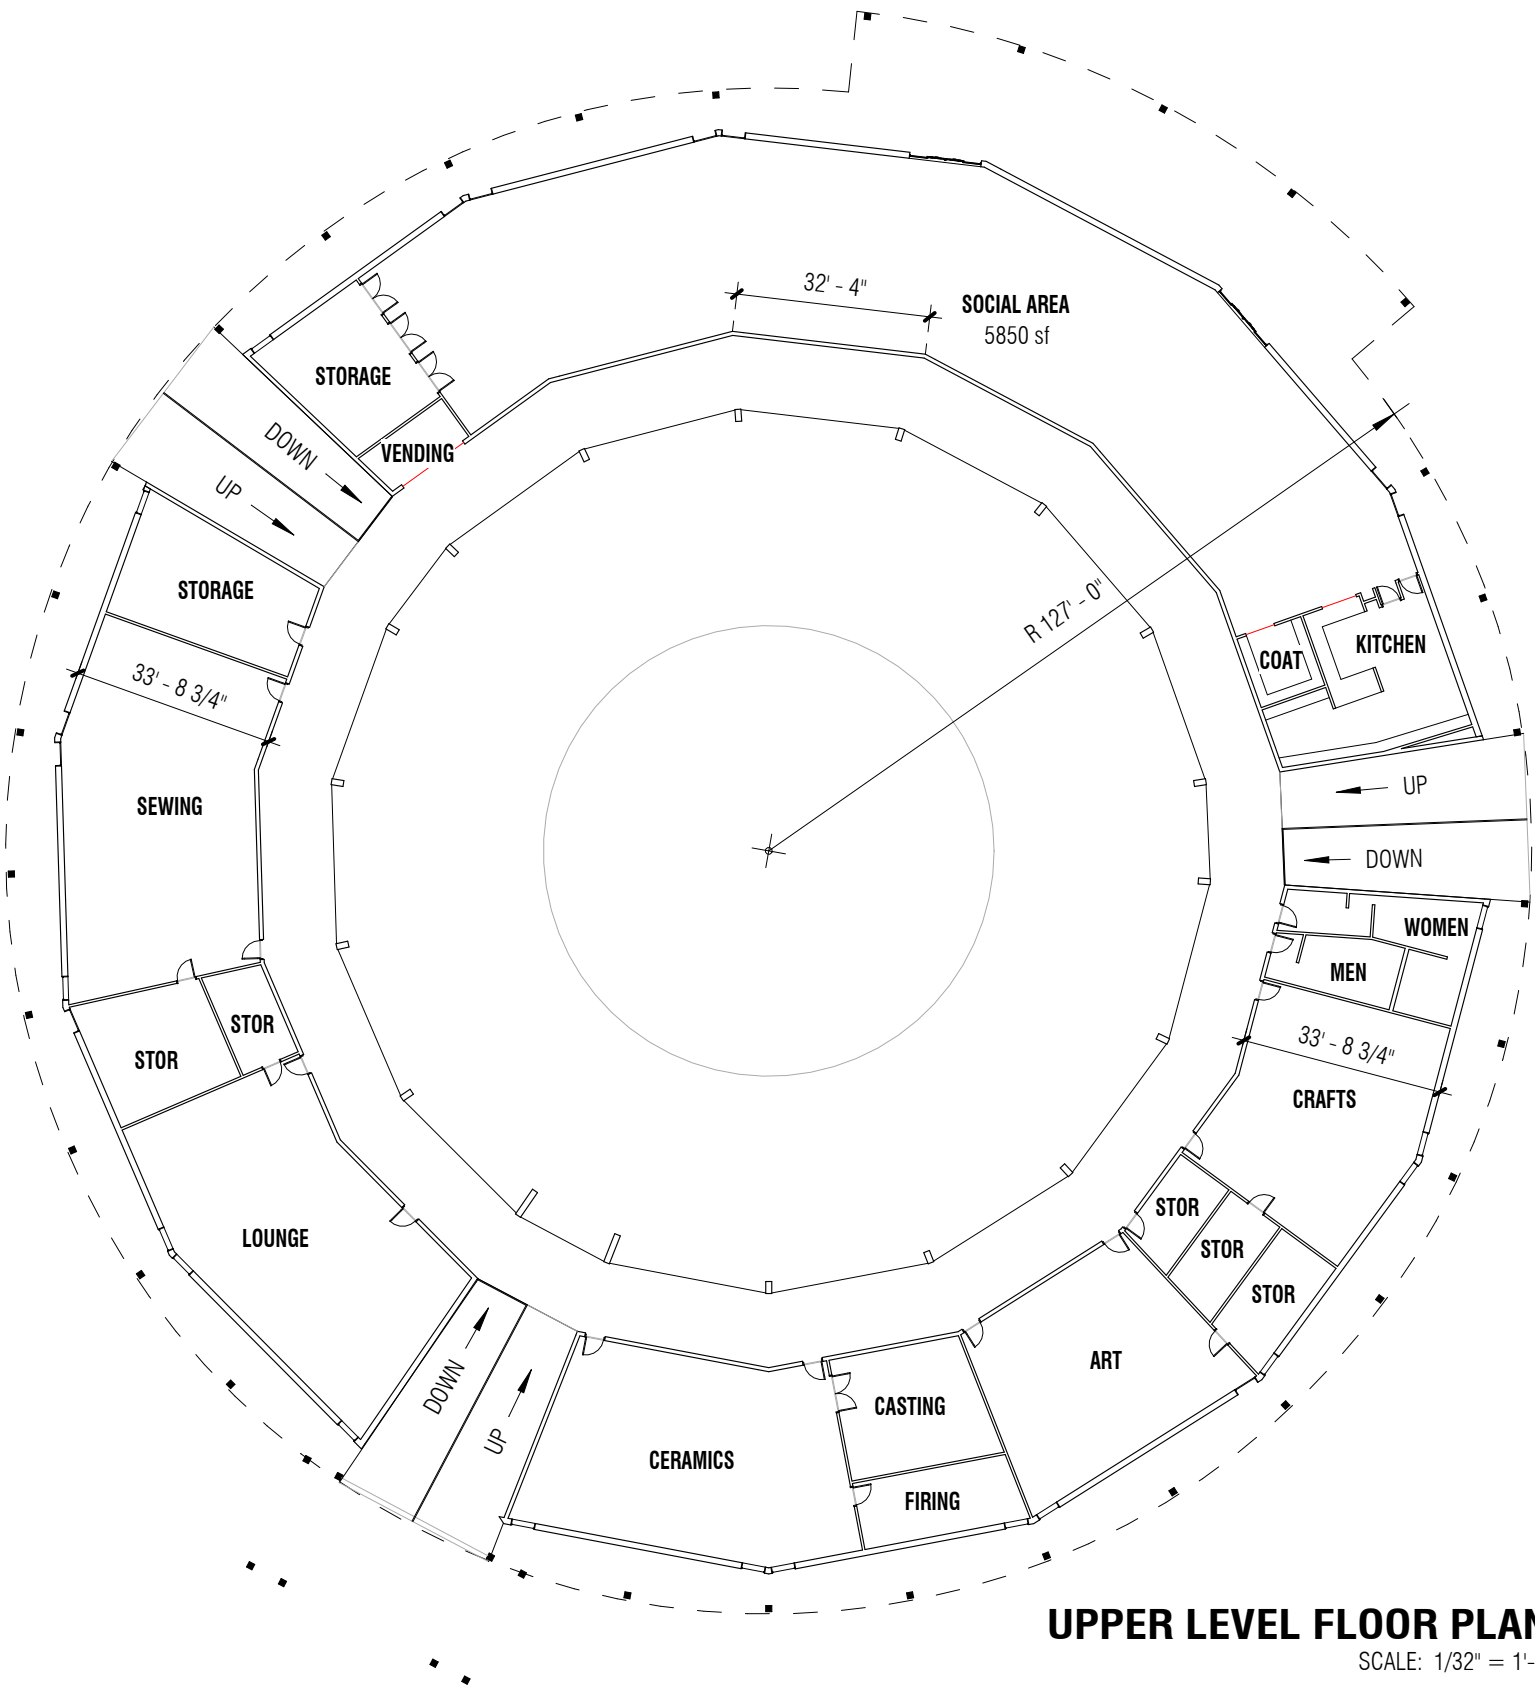 32' - 4"
SOCIAL AREA
5850 sf
STORAGE
DOWN
VENDING
UP
STORAGE
R 127' - 0"
COAT
KITCHEN
33' - 8 3/4"
SEWING
UP
DOWN
WOMEN
MEN
STOR
STOR
33' - 8 3/4"
CRAFTS
STOR
LOUNGE
STOR
STOR
ART
DOWN
CASTING
UP
CERAMICS
FIRING
UPPER LEVEL FLOOR PLAN
SCALE: 1/32" = 1'-